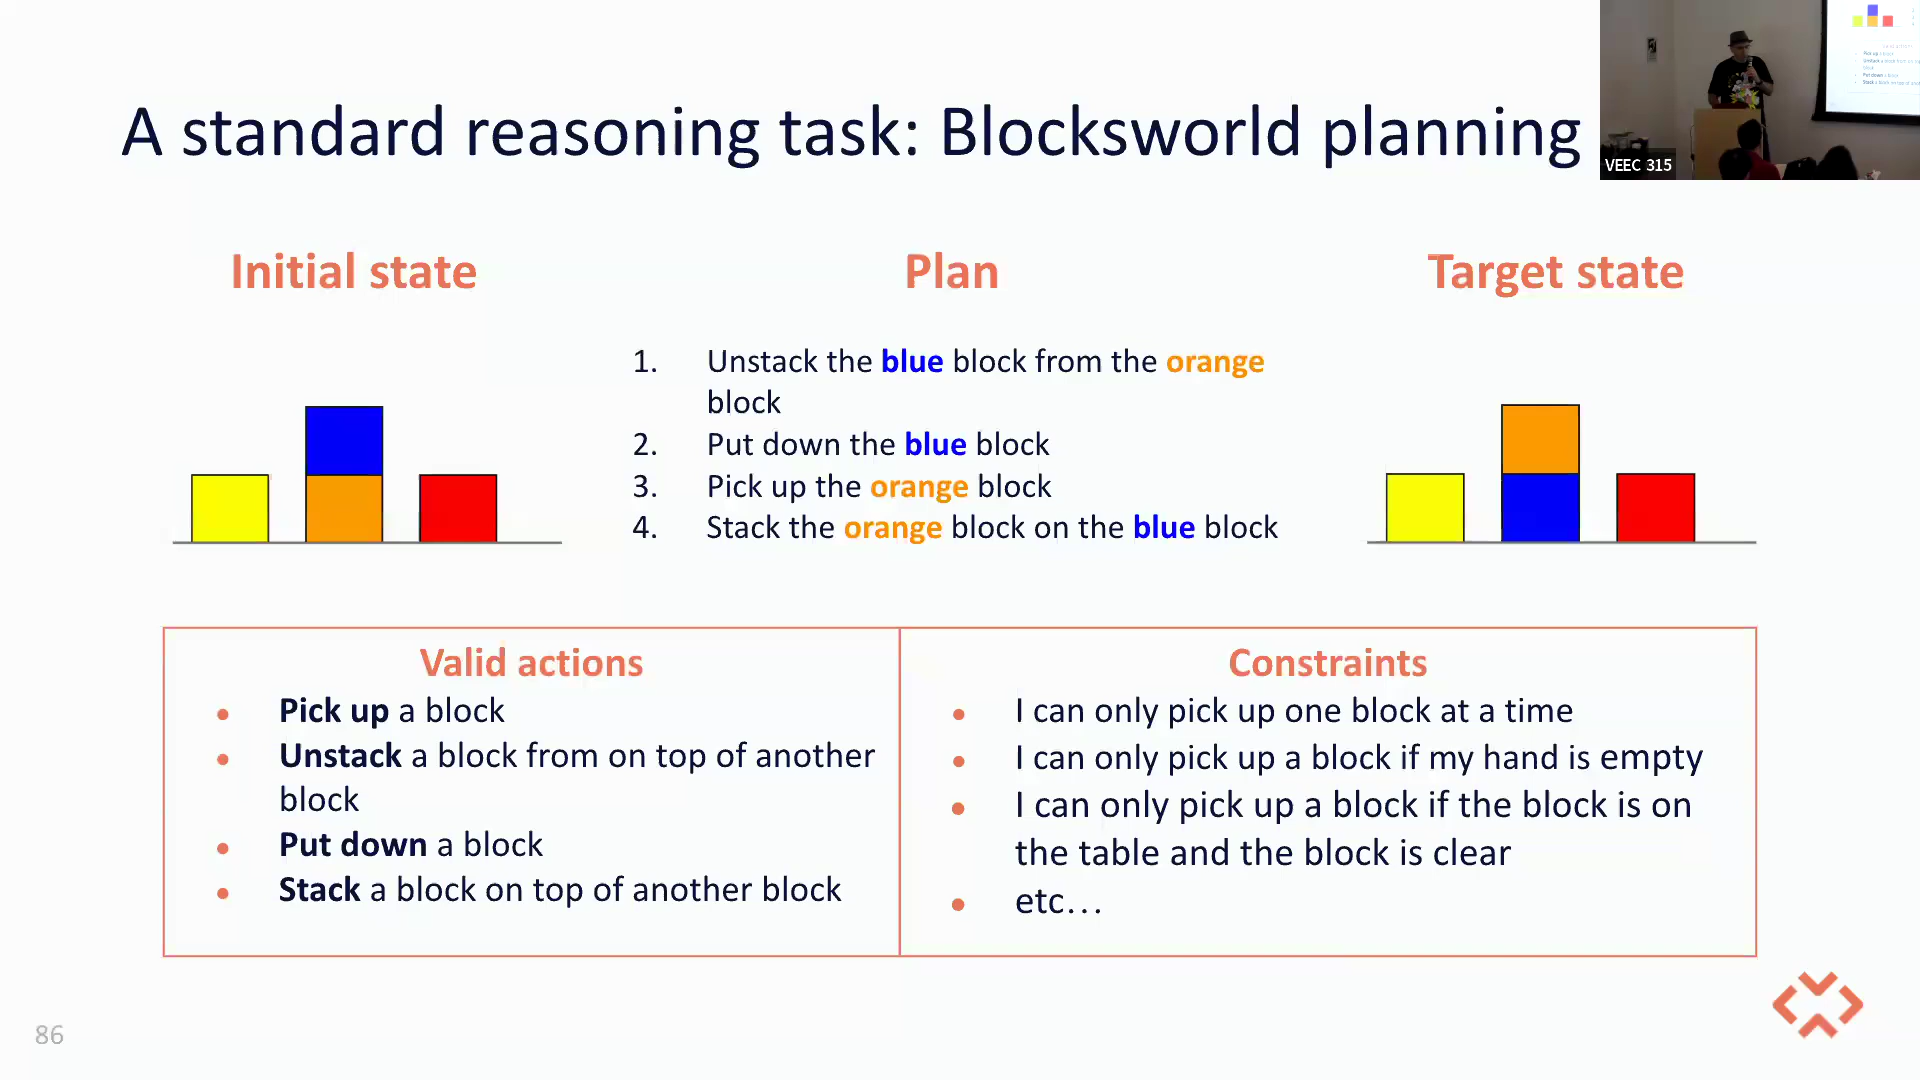 A standard reasoning task: Blocksworld planning
VEEC 315
Initial state
Plan
Target state
1. Unstack the blue block from the orange
block
2. Put down the blue block
3. Pick up the orange block
4. Stack the orange block on the blue block
Valid actions
• Pick up a block
• Unstack a block from on top of another
block
• Put down a block
• Stack a block on top of another block
Constraints
• I can only pick up one block at a time
• I can only pick up a block if my hand is empty
• I can only pick up a block if the block is on
the table and the block is clear
• etc...
86